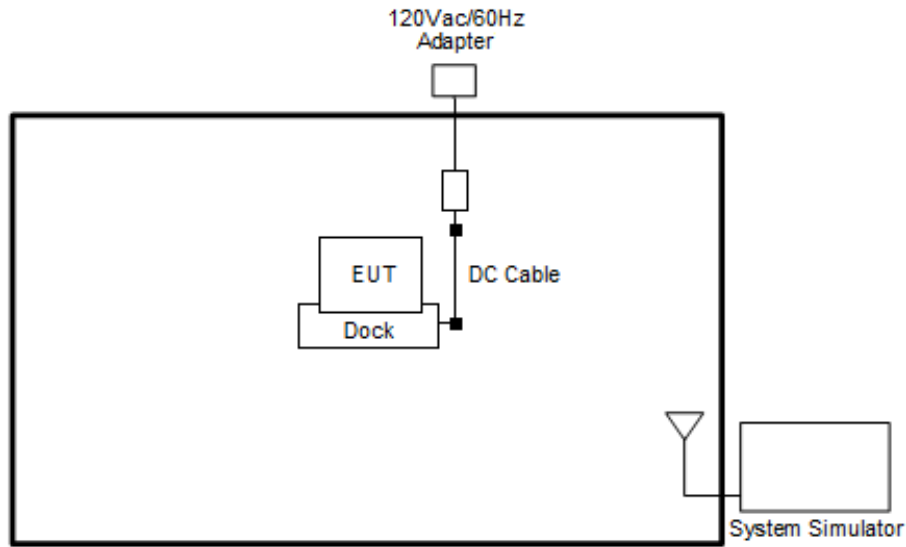 120Vac/60Hz
Adapter
EUT
DC Cable
Dock
System Simulator